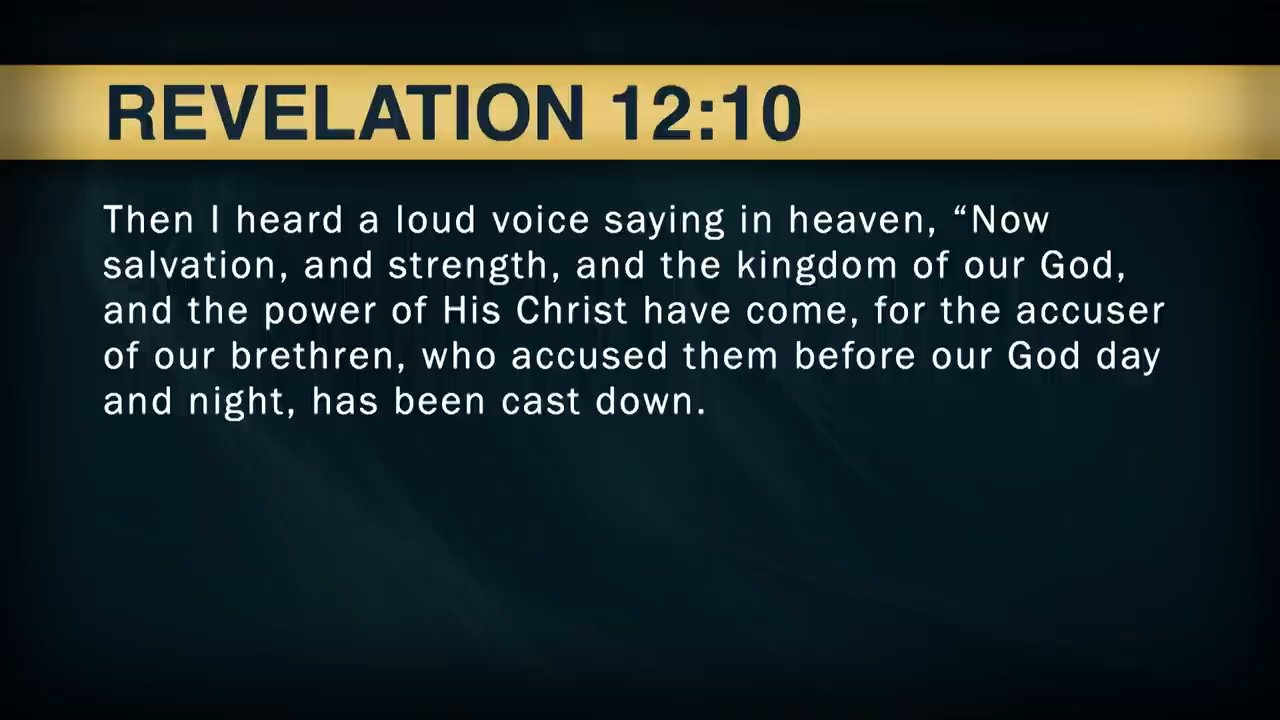 REVELATION 12:10
Then I heard a loud voice saying in heaven, “Now
salvation, and strength, and the kingdom of our God,
and the power of His Christ have come, for the accuser
of our brethren, who accused them before our God day
and night, has been cast down.